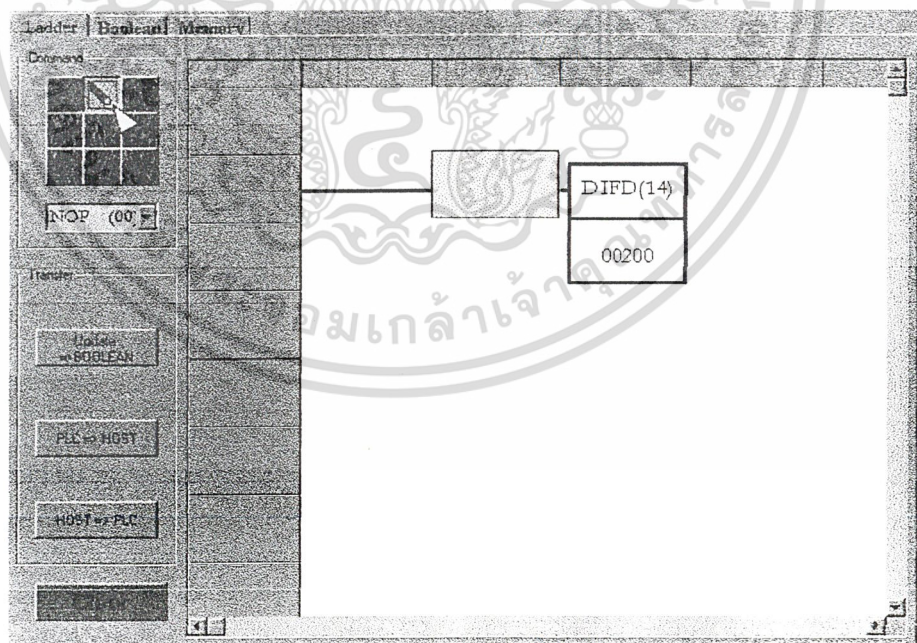 Ladder Boolean Memory
Command
NOP (00)
Transfer
Update
=> BOOLEAN
PLC => HOST
HOST => PLC
DIFD(14)
00200